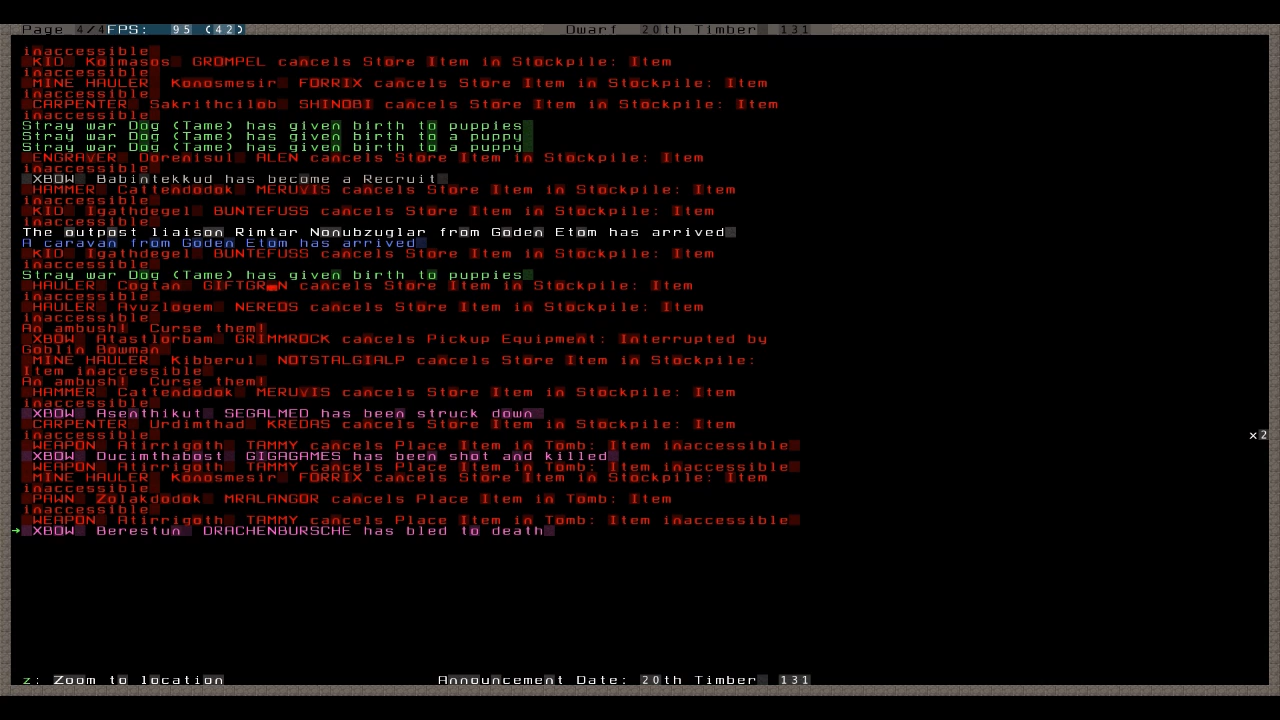 Page 4/4 FPS: 95 (42) Dwarf 20th Timber 131
inaccessible
KID Kolmasos GROMPEL cancels Store Item in Stockpile: Item
inaccessible
MINE HAULER Konosmesir FORRIX cancels Store Item in Stockpile: Item
inaccessible
CARPENTER Sakrithcilob SHINOBI cancels Store Item in Stockpile: Item
inaccessible
Stray war Dog (Tame) has given birth to puppies
Stray war Dog (Tame) has given birth to a puppy
Stray war Dog (Tame) has given birth to a puppy
ENGRAVER Dorenisul ALEN cancels Store Item in Stockpile: Item
inaccessible
XBOW Babintekkud has become a Recruit
HAMMER Cattendodok MERUVIS cancels Store Item in Stockpile: Item
inaccessible
KID Igathdegel BUNTEFUSS cancels Store Item in Stockpile: Item
inaccessible
The outpost liaison Rimtar Nonubzuglar from Goden Etom has arrived
A caravan from Goden Etom has arrived
KID Igathdegel BUNTEFUSS cancels Store Item in Stockpile: Item
inaccessible
Stray war Dog (Tame) has given birth to puppies
HAULER Coglan cancels Store Item in Stockpile: Item
inaccessible
HAULER Avuzlogem NEREOS cancels Store Item in Stockpile: Item
inaccessible
An ambush! Curse them!
XBOW Atastlorbam GRIMMROCK cancels Pickup Equipment: Interrupted by
Goblin Bowman
MINE HAULER Kibberul NOTSTALGIALP cancels Store Item in Stockpile:
Item inaccessible
An ambush! Curse them!
HAMMER Cattendodok MERUVIS cancels Store Item in Stockpile: Item
inaccessible
XBOW Asenthikut SEGALMED has been struck down
CARPENTER Urdimthad KREDAS cancels Store Item in Stockpile: Item
inaccessible
WEAPON Atirrigoth TAMMY cancels Place Item in Tomb: Item inaccessible
XBOW Ducimthabost GIGAGAMES has been shot and killed
WEAPON Atirrigoth TAMMY cancels Place Item in Tomb: Item inaccessible
MINE HAULER Konosmesir FORRIX cancels Store Item in Stockpile: Item
inaccessible
PAWN Zolakdodok MRALANGOR cancels Place Item in Tomb: Item
inaccessible
WEAPON Atirrigoth TAMMY cancels Place Item in Tomb: Item inaccessible
XBOW Berestun DRACHENBURSCHE has bled to death
x2
z: Zoom to location Announcement Date: 20th Timber 131